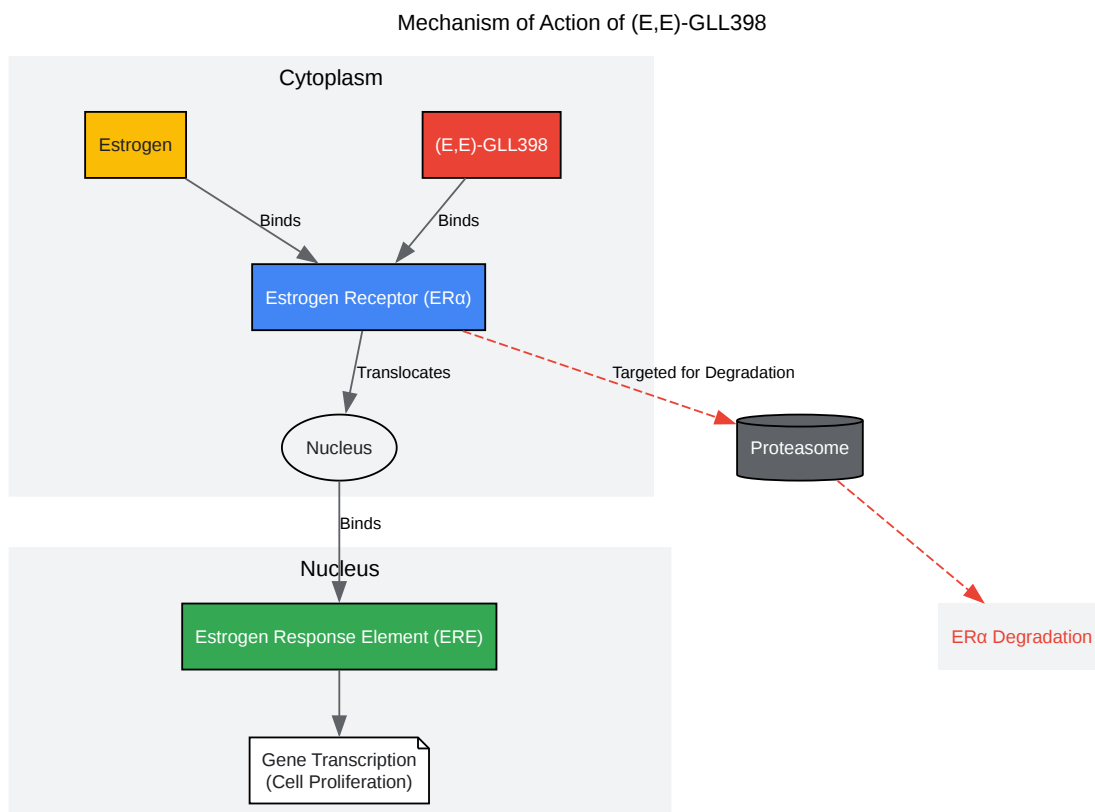 Mechanism of Action of (E,E)-GLL398
Cytoplasm
Estrogen
(E,E)-GLL398
Binds
Binds
Estrogen Receptor (ERα)
Translocates
Targeted for Degradation
Nucleus
Proteasome
Binds
Nucleus
Estrogen Response Element (ERE)
ERα Degradation
Gene Transcription
(Cell Proliferation)